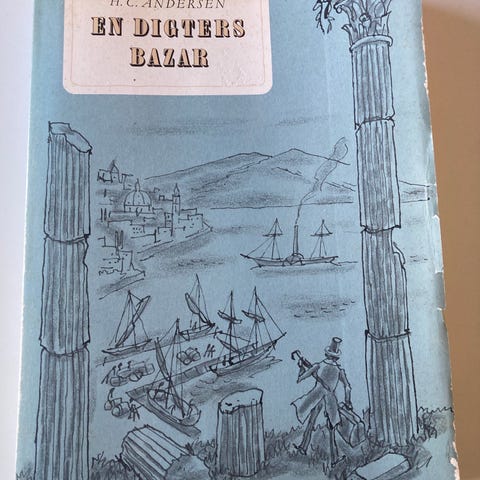 H. C. ANDERSEN
EN DIGTERS
BAZAR